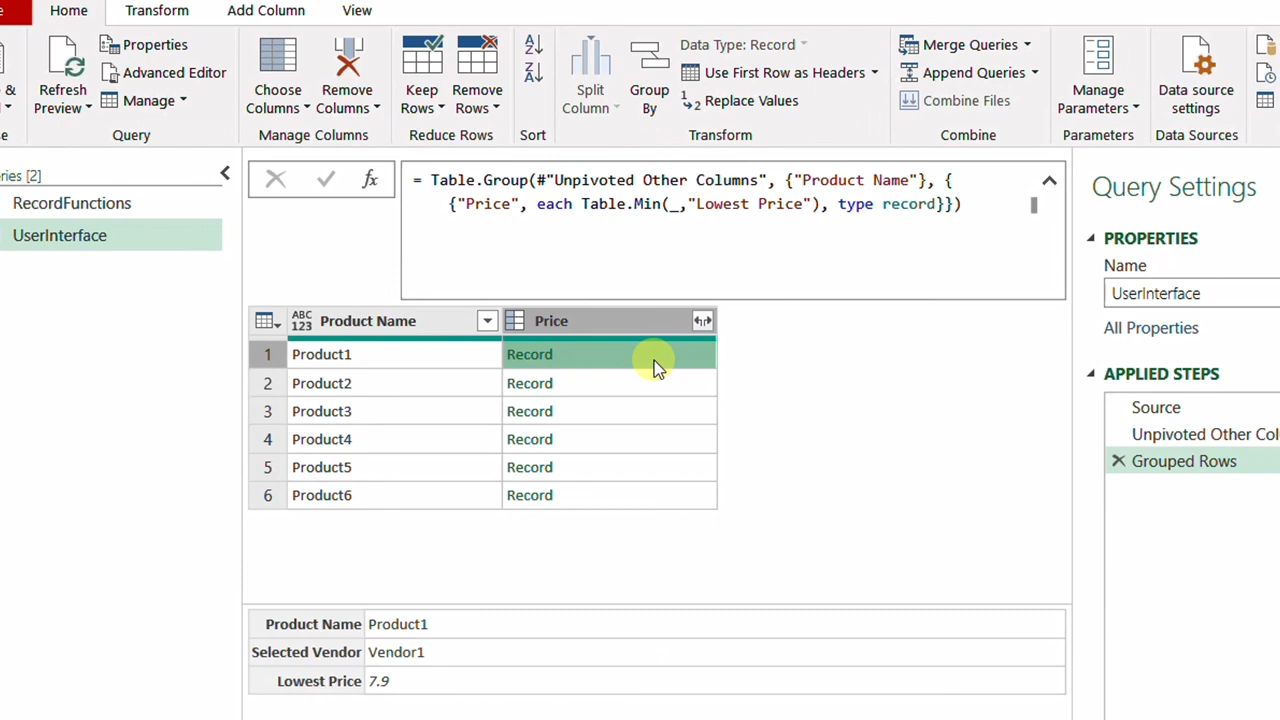 Home Transform Add Column View
Refresh
Preview
Properties
Advanced Editor
Manage
Query
Choose
Columns
Remove
Columns
Manage Columns
Keep
Rows
Remove
Rows
Reduce Rows
Sort
Split
Column
Group
By
Data Type: Record
Use First Row as Headers
Replace Values
Transform
Merge Queries
Append Queries
Combine Files
Combine
Manage
Parameters
Parameters
Data source
settings
Data Sources
ries [2]
RecordFunctions
UserInterface
fx
= Table.Group(#"Unpivoted Other Columns", {"Product Name"}, {
{"Price", each Table.Min(_,"Lowest Price"), type record}})
ABC 123 Product Name Price
1 Product1 Record
2 Product2 Record
3 Product3 Record
4 Product4 Record
5 Product5 Record
6 Product6 Record
Product Name Product1
Selected Vendor Vendor1
Lowest Price 7.9
Query Settings
PROPERTIES
Name
UserInterface
All Properties
APPLIED STEPS
Source
Unpivoted Other Col
Grouped Rows